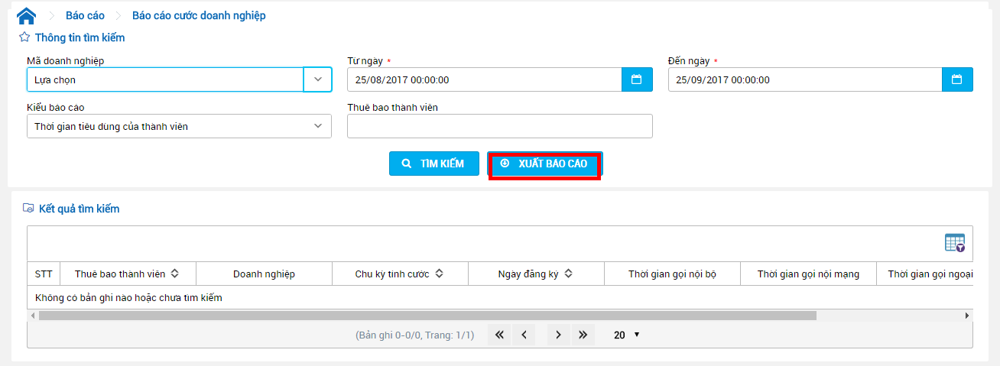 Báo cáo Báo cáo cước doanh nghiệp
Thông tin tìm kiếm
Mã doanh nghiệp Từ ngày * Đến ngày *
Lựa chọn 25/08/2017 00:00:00 25/09/2017 00:00:00
Kiểu báo cáo Thuê bao thành viên
Thời gian tiêu dùng của thành viên
TÌM KIẾM XUẤT BÁO CÁO
Kết quả tìm kiếm
STT Thuê bao thành viên Doanh nghiệp Chu kỳ tính cước Ngày đăng ký Thời gian gọi nội bộ Thời gian gọi nội mạng Thời gian gọi ngoại
Không có bản ghi nào hoặc chưa tìm kiếm
(Bản ghi 0-0/0, Trang: 1/1) 20